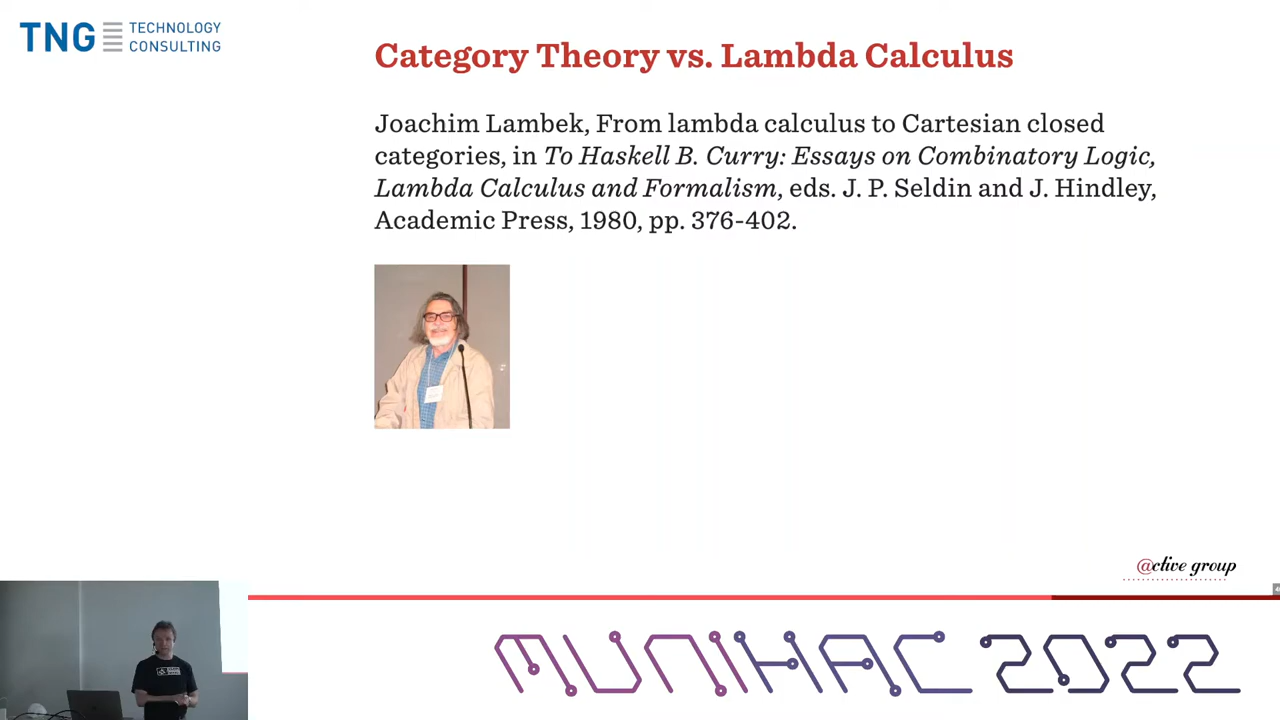 TNG TECHNOLOGY
CONSULTING
Category Theory vs. Lambda Calculus
Joachim Lambek, From lambda calculus to Cartesian closed
categories, in To Haskell B. Curry: Essays on Combinatory Logic,
Lambda Calculus and Formalism, eds. J. P. Seldin and J. Hindley,
Academic Press, 1980, pp. 376-402.
@ctive group
MUNIHAC 2022